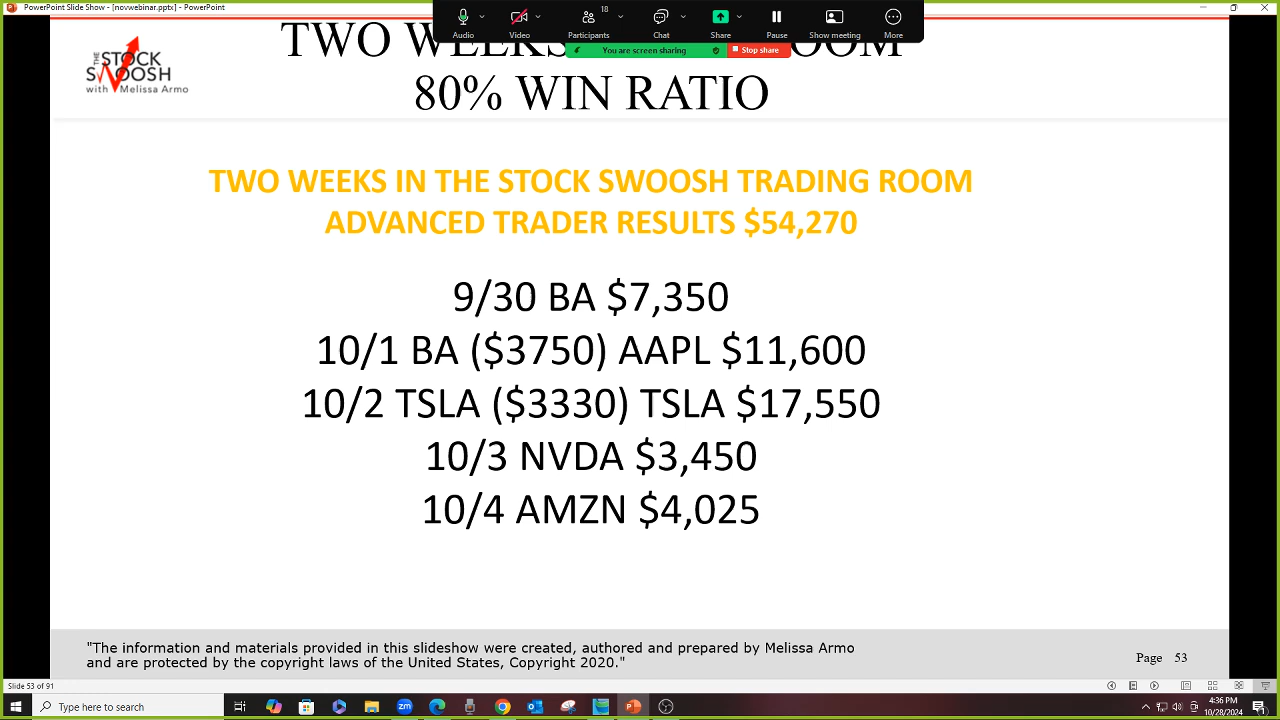 PowerPoint Slide Show - [novwebinar.pptx] - PowerPoint
Audio
Video
18
Participants
Chat
Share
Pause
Show meeting
More
You are screen sharing
Stop share
THE
STOCK
SWOOSH
with Melissa Armo
TWO WEEKS
80% WIN RATIO
TWO WEEKS IN THE STOCK SWOOSH TRADING ROOM
ADVANCED TRADER RESULTS $54,270
9/30 BA $7,350
10/1 BA ($3750) AAPL $11,600
10/2 TSLA ($3330) TSLA $17,550
10/3 NVDA $3,450
10/4 AMZN $4,025
"The information and materials provided in this slideshow were created, authored and prepared by Melissa Armo
and are protected by the copyright laws of the United States, Copyright 2020."
Page 53
Slide 53 of 91
Type here to search
4:36 PM
10/28/2024